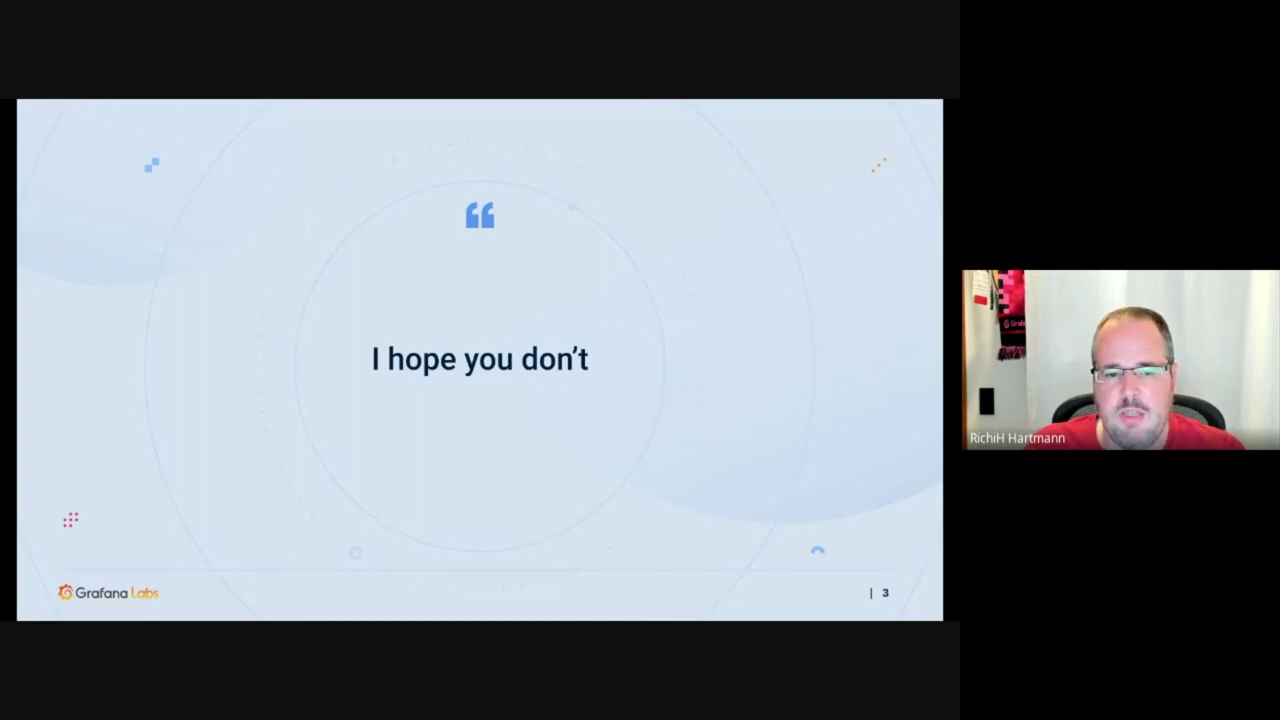 “
I hope you don’t
Grafana Labs
| 3
RichiH Hartmann